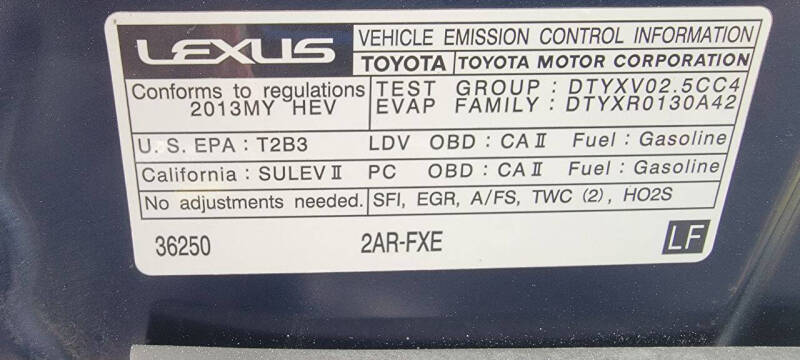 LEXUS VEHICLE EMISSION CONTROL INFORMATION
TOYOTA TOYOTA MOTOR CORPORATION
Conforms to regulations TEST GROUP : DTYXV02.5CC4
2013MY HEV EVAP FAMILY : DTYXR0130A42
U. S. EPA : T2B3 LDV OBD : CA II Fuel : Gasoline
California : SULEV II PC OBD : CA II Fuel : Gasoline
No adjustments needed. SFI, EGR, A/FS, TWC (2), HO2S
36250 2AR-FXE LF